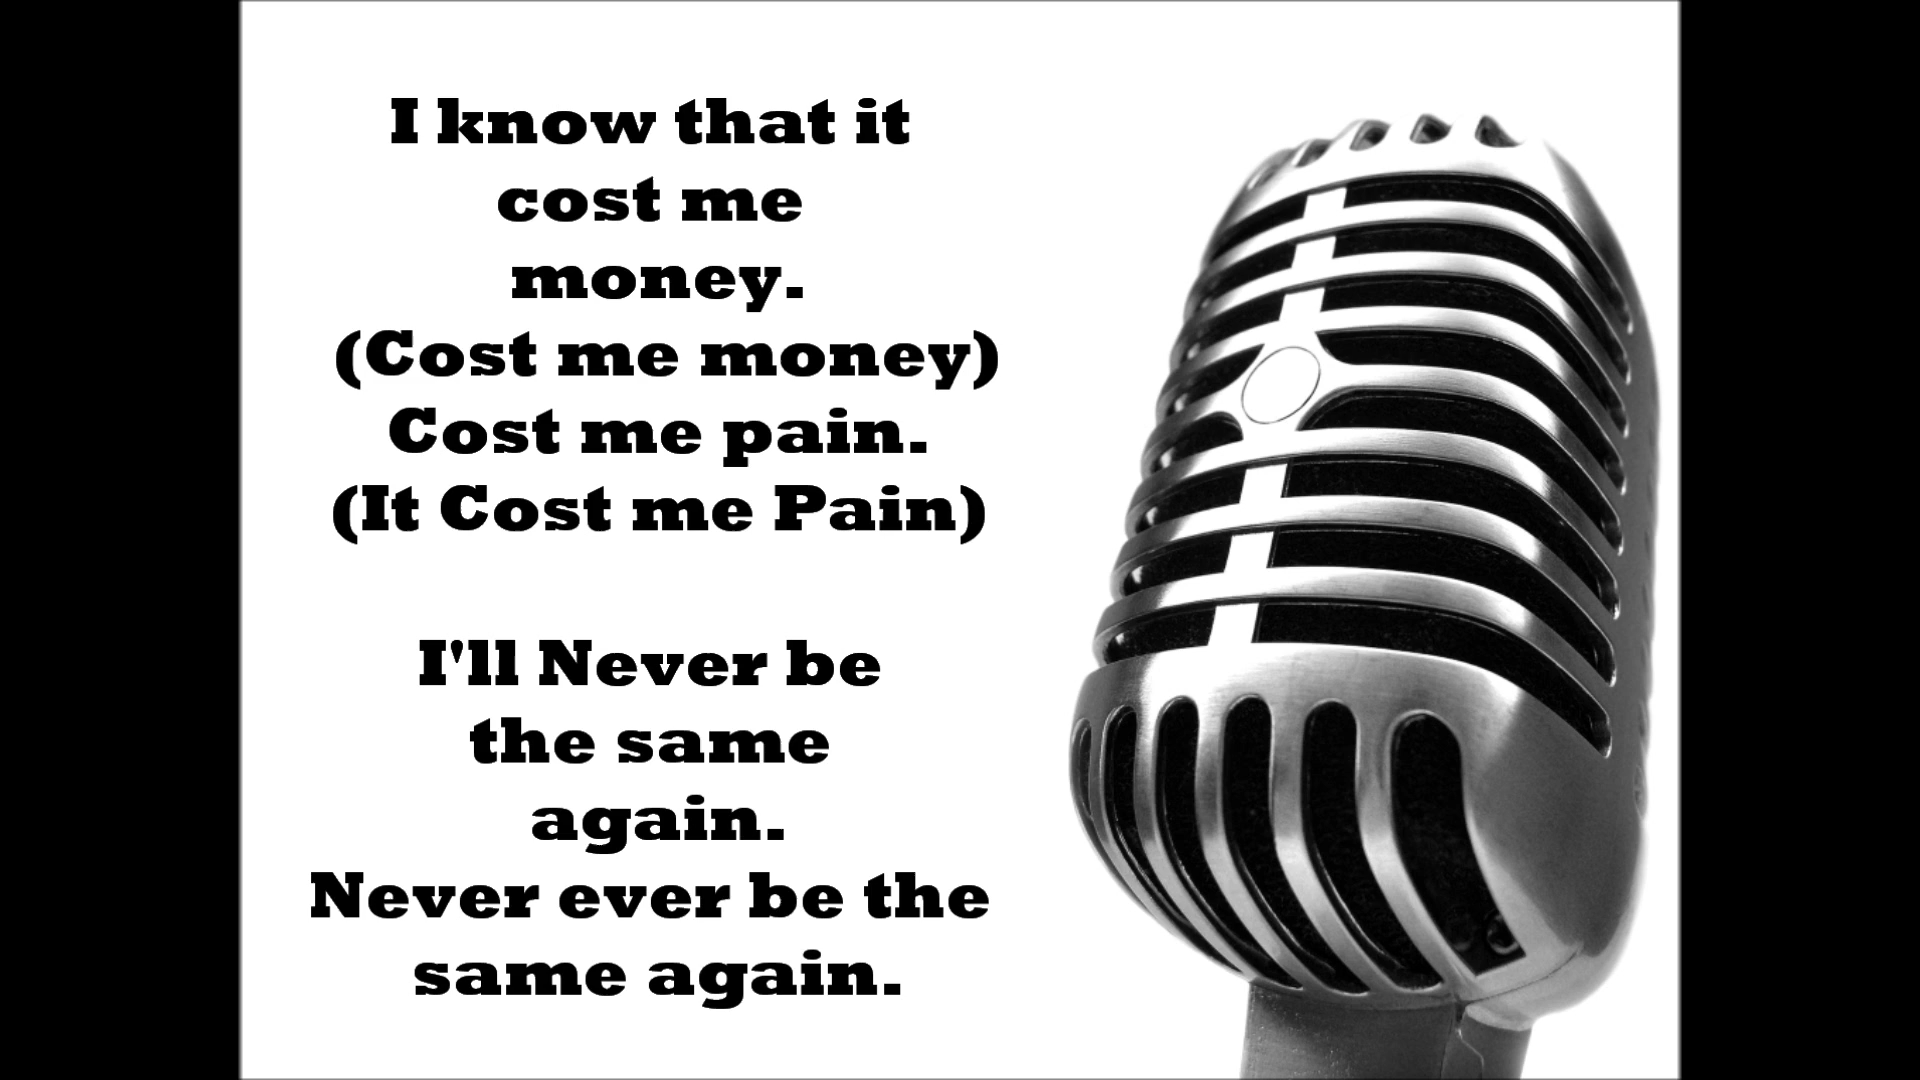 I know that it
cost me
money.
(Cost me money)
Cost me pain.
(It Cost me Pain)
I'll Never be
the same
again.
Never ever be the
same again.